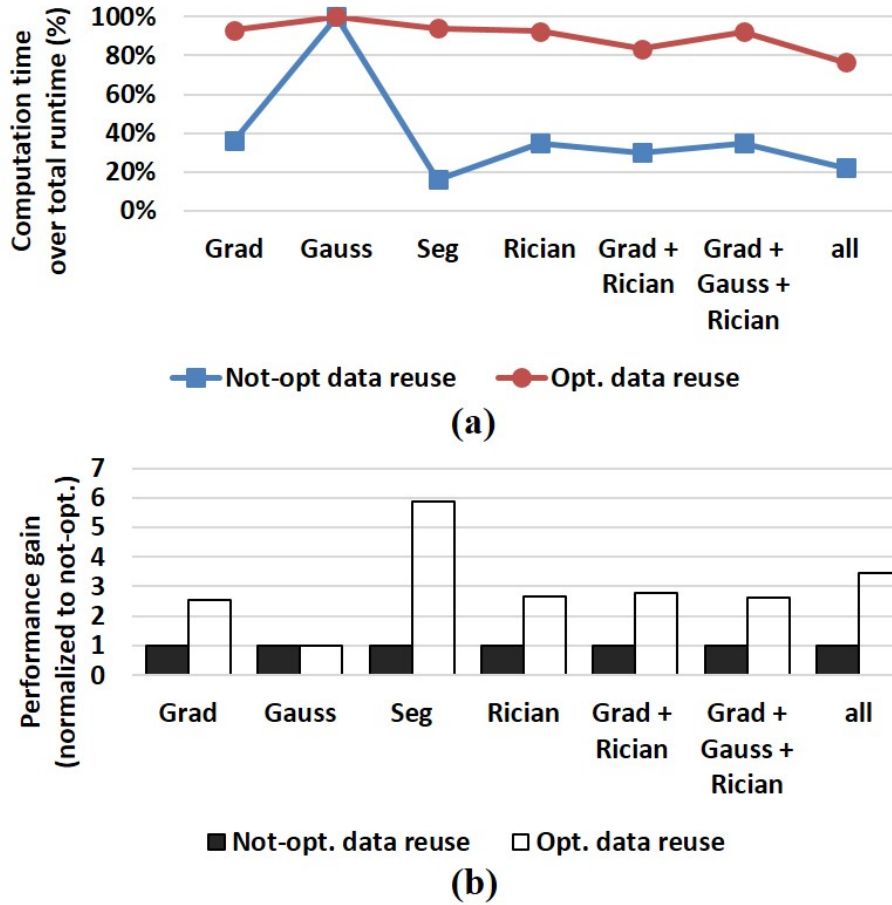 Computation time
over total runtime (%)
100%
80%
60%
40%
20%
0%
Grad
Gauss
Seg
Rician
Grad +
Rician
Grad +
Gauss +
Rician
all
Not-opt data reuse
Opt. data reuse
(a)
Performance gain
(normalized to not-opt.)
7
6
5
4
3
2
1
0
Grad
Gauss
Seg
Rician
Grad +
Rician
Grad +
Gauss +
Rician
all
Not-opt. data reuse
Opt. data reuse
(b)